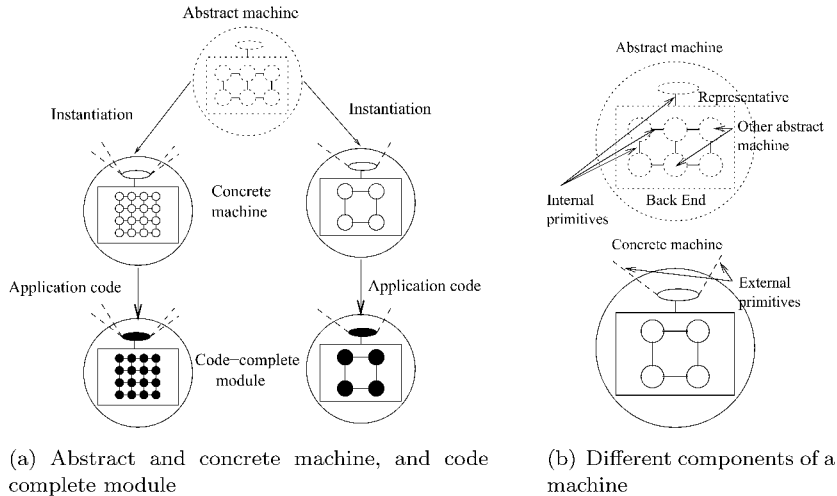 Abstract machine
Instantiation
Instantiation
Concrete
machine
Application code
Application code
Code–complete
module
(a) Abstract and concrete machine, and code
complete module
Abstract machine
Representative
Other abstract
machine
Internal
primitives
Back End
Concrete machine
External
primitives
(b) Different components of a
machine